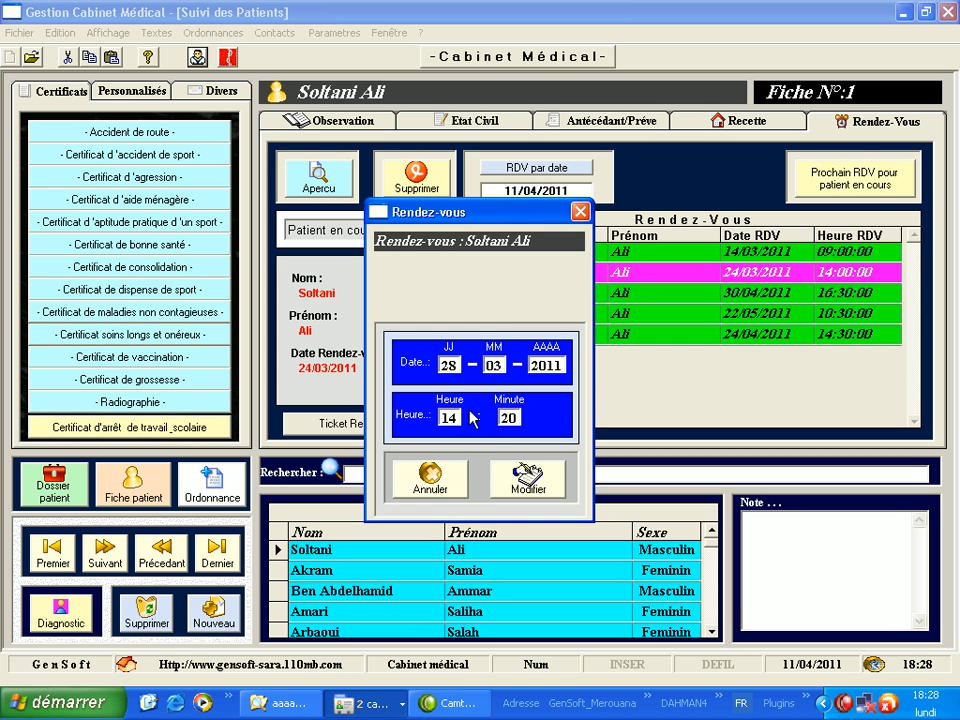 Gestion Cabinet Médical - [Suivi des Patients]
Fichier Edition Affichage Textes Ordonnances Contacts Parametres Fenêtre ?
-Cabinet Médical-
Certificats Personnalisés Divers
Soltani Ali
Fiche N°:1
Observation Etat Civil Antécédant/Préve Recette Rendez-Vous
- Accident de route -
- Certificat d 'accident de sport -
- Certificat d 'agression -
- Certificat d 'aide ménagère -
- Certificat d 'aptitude pratique d 'un sport -
- Certificat de bonne santé -
- Certificat de consolidation -
- Certificat de dispense de sport -
- Certificat de maladies non contagieuses -
- Certificat soins longs et onéreux -
- Certificat de vaccination -
- Certificat de grossesse -
- Radiographie -
Certificat d'arrêt de travail_scolaire
Apercu
Supprimer
RDV par date
11/04/2011
Prochain RDV pour
patient en cours
Patient en cou
Nom :
Soltani
Prénom :
Ali
Date Rendez-v
24/03/2011
Ticket Re
Rendez-Vous
Prénom Date RDV Heure RDV
Ali 14/03/2011 09:00:00
Ali 24/03/2011 14:00:00
Ali 30/04/2011 16:30:00
Ali 22/05/2011 10:30:00
Ali 24/04/2011 14:30:00
Rendez-vous
Rendez-vous : Soltani Ali
JJ MM AAAA
Date..: 28 - 03 - 2011
Heure Minute
Heure..: 14 : 20
Annuler
Modifier
Dossier
patient
Fiche patient
Ordonnance
Rechercher :
Premier Suivant Précedant Dernier
Diagnostic
Supprimer
Nouveau
Nom Prénom Sexe
Soltani Ali Masculin
Akram Samia Feminin
Ben Abdelhamid Ammar Masculin
Amari Saliha Feminin
Arbaoui Salah Feminin
Note . . .
GenSoft Http://www.gensoft-sara.110mb.com Cabinet médical Num INSER DEFIL 11/04/2011 18:28
démarrer aaaa... 2 ca... Camt... Adresse GenSoft_Merouana DAHMAN4 FR Plugins 18:28
lundi